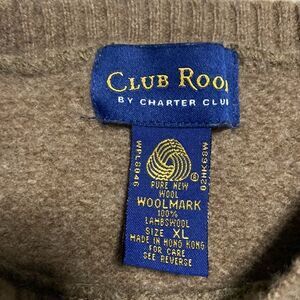 CLUB ROO
BY CHARTER CLU
WPL8046
PURE NEW
WOOL
WOOLMARK
100%
LAMBSWOOL
SIZE XL
MADE IN HONG KONG
FOR CARE
SEE REVERSE